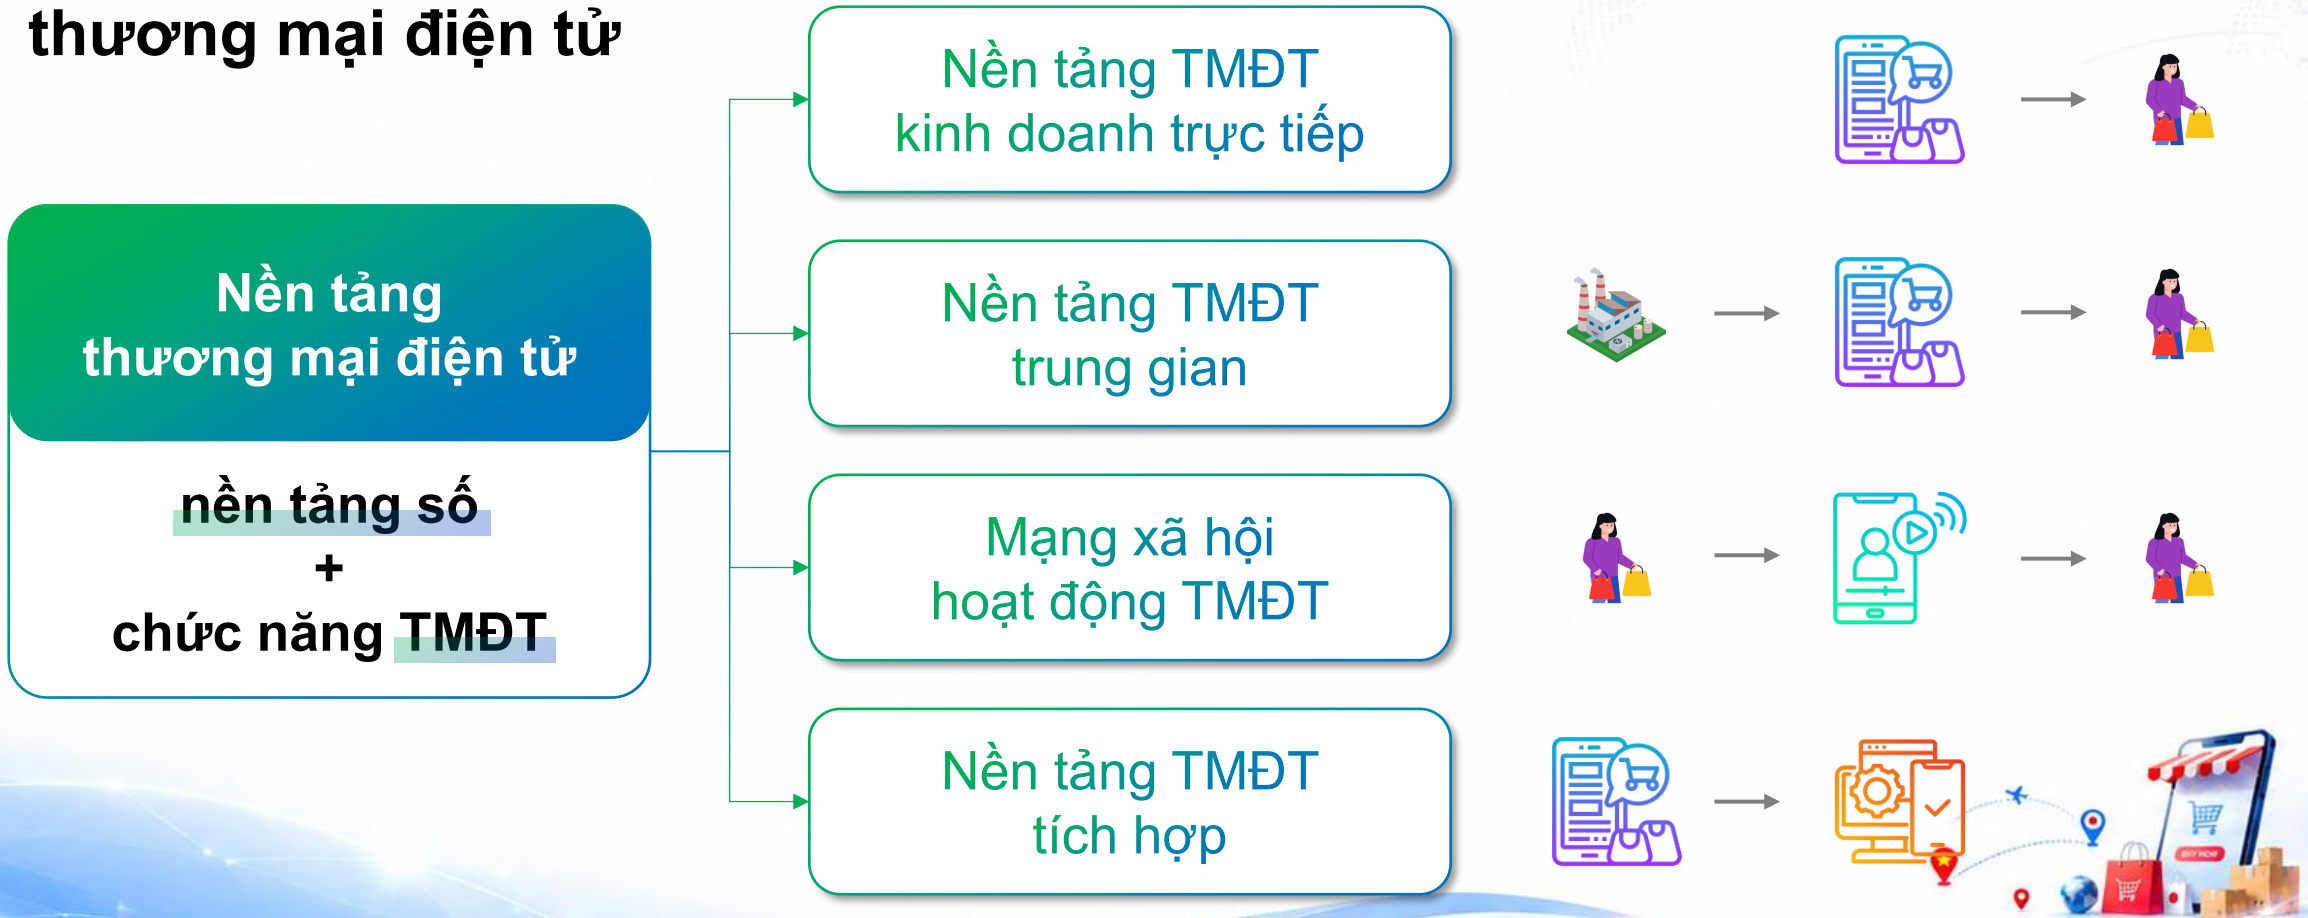 thương mại điện tử
Nền tảng
thương mại điện tử
nền tảng số
+
chức năng TMĐT
Nền tảng TMĐT
kinh doanh trực tiếp
Nền tảng TMĐT
trung gian
Mạng xã hội
hoạt động TMĐT
Nền tảng TMĐT
tích hợp
BUY NOW